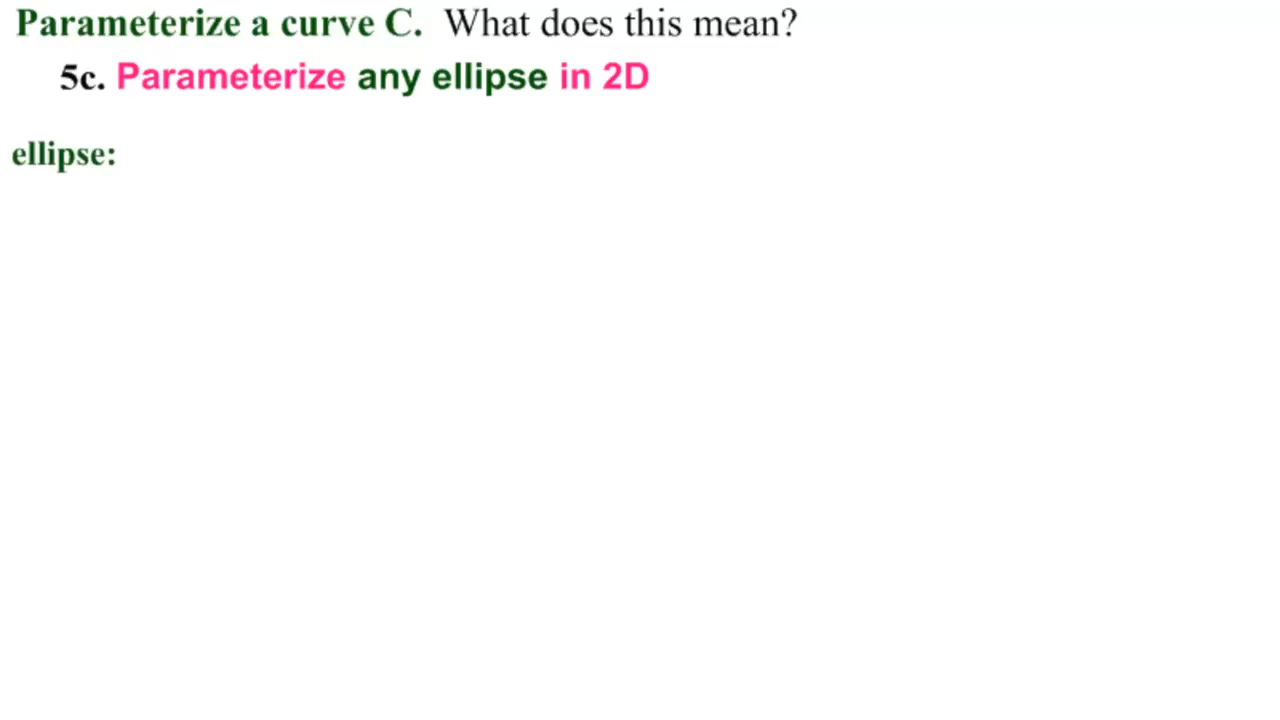 Parameterize a curve C. What does this mean?
5c. Parameterize any ellipse in 2D
ellipse: